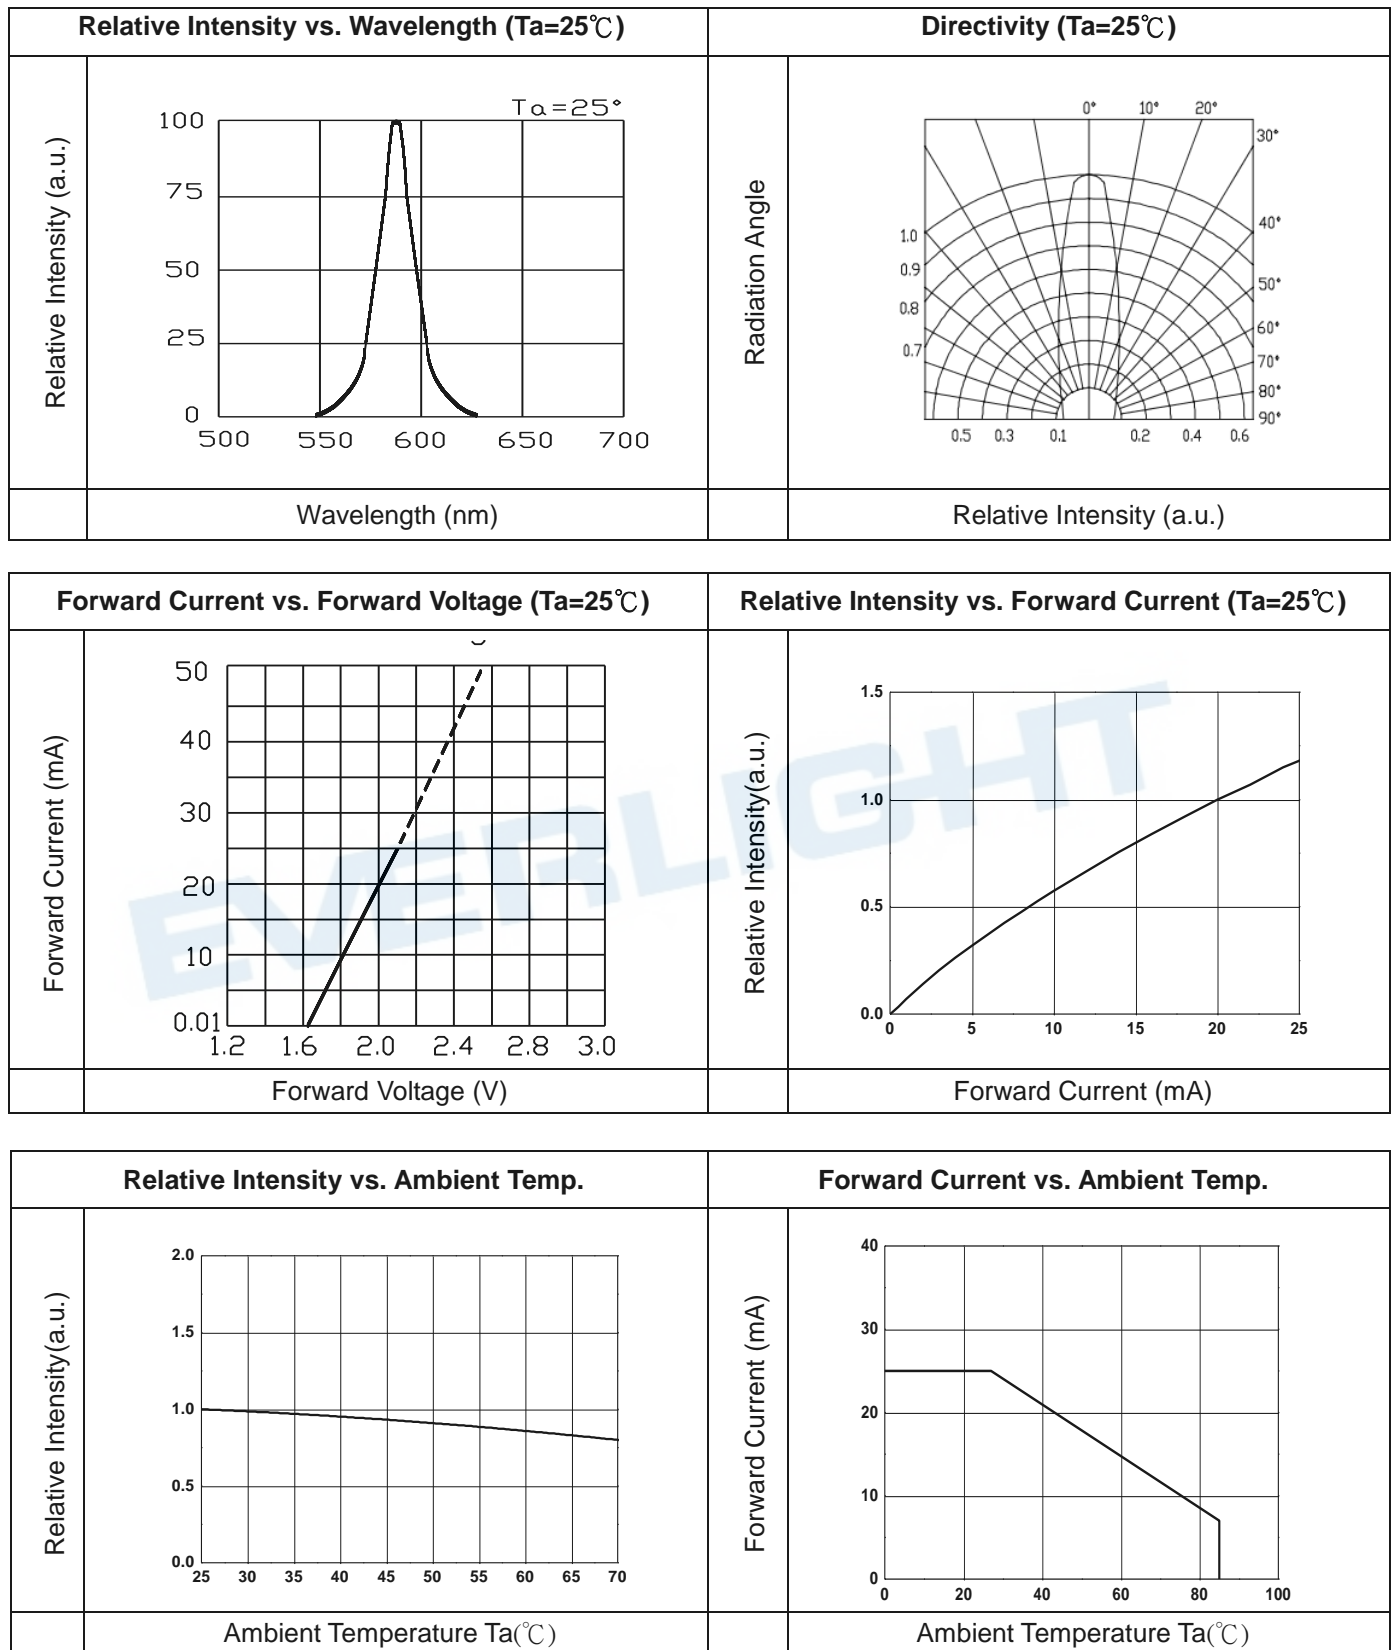 Relative Intensity vs. Wavelength (Ta=25℃)
Directivity (Ta=25℃)
Relative Intensity (a.u.)
Ta=25°
100
75
50
25
0
500 550 600 650 700
Wavelength (nm)
Radiation Angle
0° 10° 20°
30°
40°
50°
60°
70°
80°
90°
1.0
0.9
0.8
0.7
0.5 0.3 0.1 0.2 0.4 0.6
Relative Intensity (a.u.)
Forward Current vs. Forward Voltage (Ta=25℃)
Relative Intensity vs. Forward Current (Ta=25℃)
Forward Current (mA)
50
40
30
20
10
0.01
1.2 1.6 2.0 2.4 2.8 3.0
Forward Voltage (V)
Relative Intensity(a.u.)
1.5
1.0
0.5
0.0
0 5 10 15 20 25
Forward Current (mA)
EVERLIGHT
Relative Intensity vs. Ambient Temp.
Forward Current vs. Ambient Temp.
Relative Intensity(a.u.)
2.0
1.5
1.0
0.5
0.0
25 30 35 40 45 50 55 60 65 70
Ambient Temperature Ta(℃)
Forward Current (mA)
40
30
20
10
0
0 20 40 60 80 100
Ambient Temperature Ta(℃)